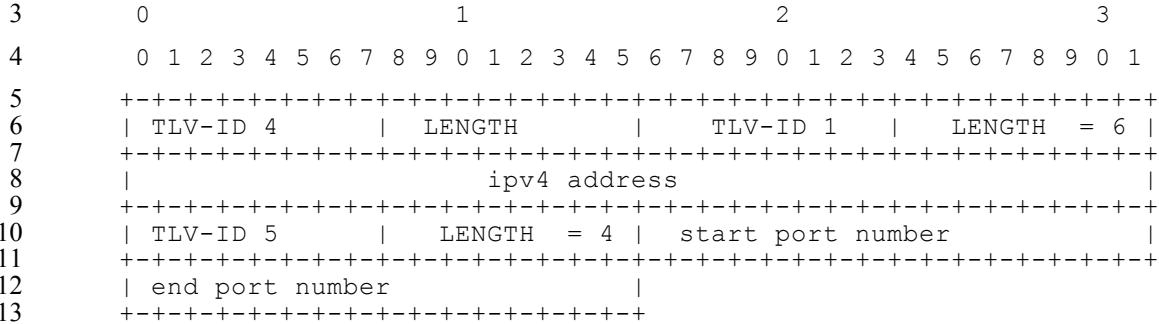 3 0 1 2 3
4 0 1 2 3 4 5 6 7 8 9 0 1 2 3 4 5 6 7 8 9 0 1 2 3 4 5 6 7 8 9 0 1
5 +-+-+-+-+-+-+-+-+-+-+-+-+-+-+-+-+-+-+-+-+-+-+-+-+-+-+-+-+-+-+-+-+
6 | TLV-ID 4 | LENGTH | TLV-ID 1 | LENGTH = 6 |
7 +-+-+-+-+-+-+-+-+-+-+-+-+-+-+-+-+-+-+-+-+-+-+-+-+-+-+-+-+-+-+-+-+
8 | ipv4 address |
9 +-+-+-+-+-+-+-+-+-+-+-+-+-+-+-+-+-+-+-+-+-+-+-+-+-+-+-+-+-+-+-+-+
10 | TLV-ID 5 | LENGTH = 4 | start port number |
11 +-+-+-+-+-+-+-+-+-+-+-+-+-+-+-+-+-+-+-+-+-+-+-+-+-+-+-+-+-+-+-+-+
12 | end port number |
13 +-+-+-+-+-+-+-+-+-+-+-+-+-+-+-+-+